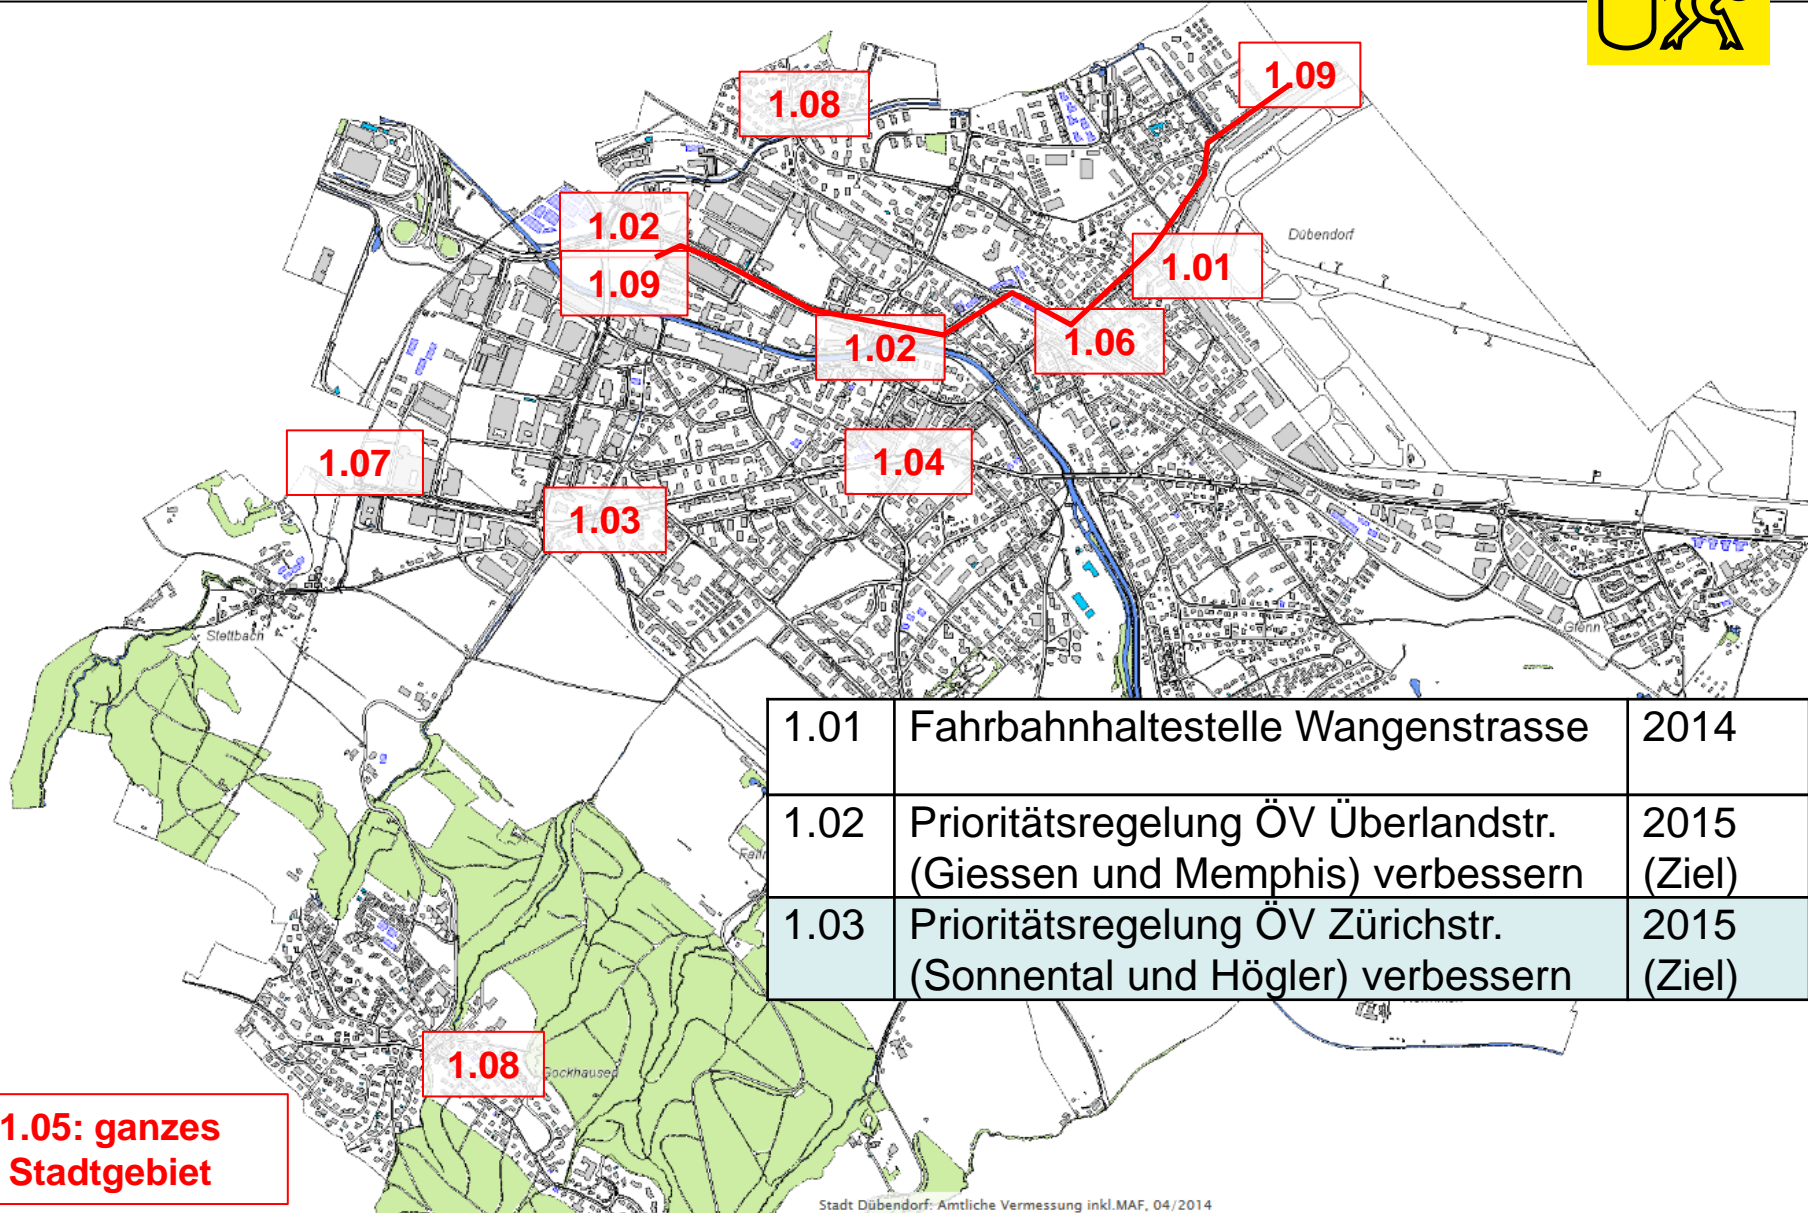 1.09
1.08
1.02
1.09
Dübendorf
1.01
1.02
1.06
1.07
1.04
1.03
Stettbach
Glenn
1.01 Fahrbahnhaltestelle Wangenstrasse 2014
1.02 Prioritätsregelung ÖV Überlandstr. 2015
(Giessen und Memphis) verbessern (Ziel)
1.03 Prioritätsregelung ÖV Zürichstr. 2015
(Sonnental und Högler) verbessern (Ziel)
1.08
Gockhausen
1.05: ganzes
Stadtgebiet
Stadt Dübendorf: Amtliche Vermessung inkl.MAF, 04/2014